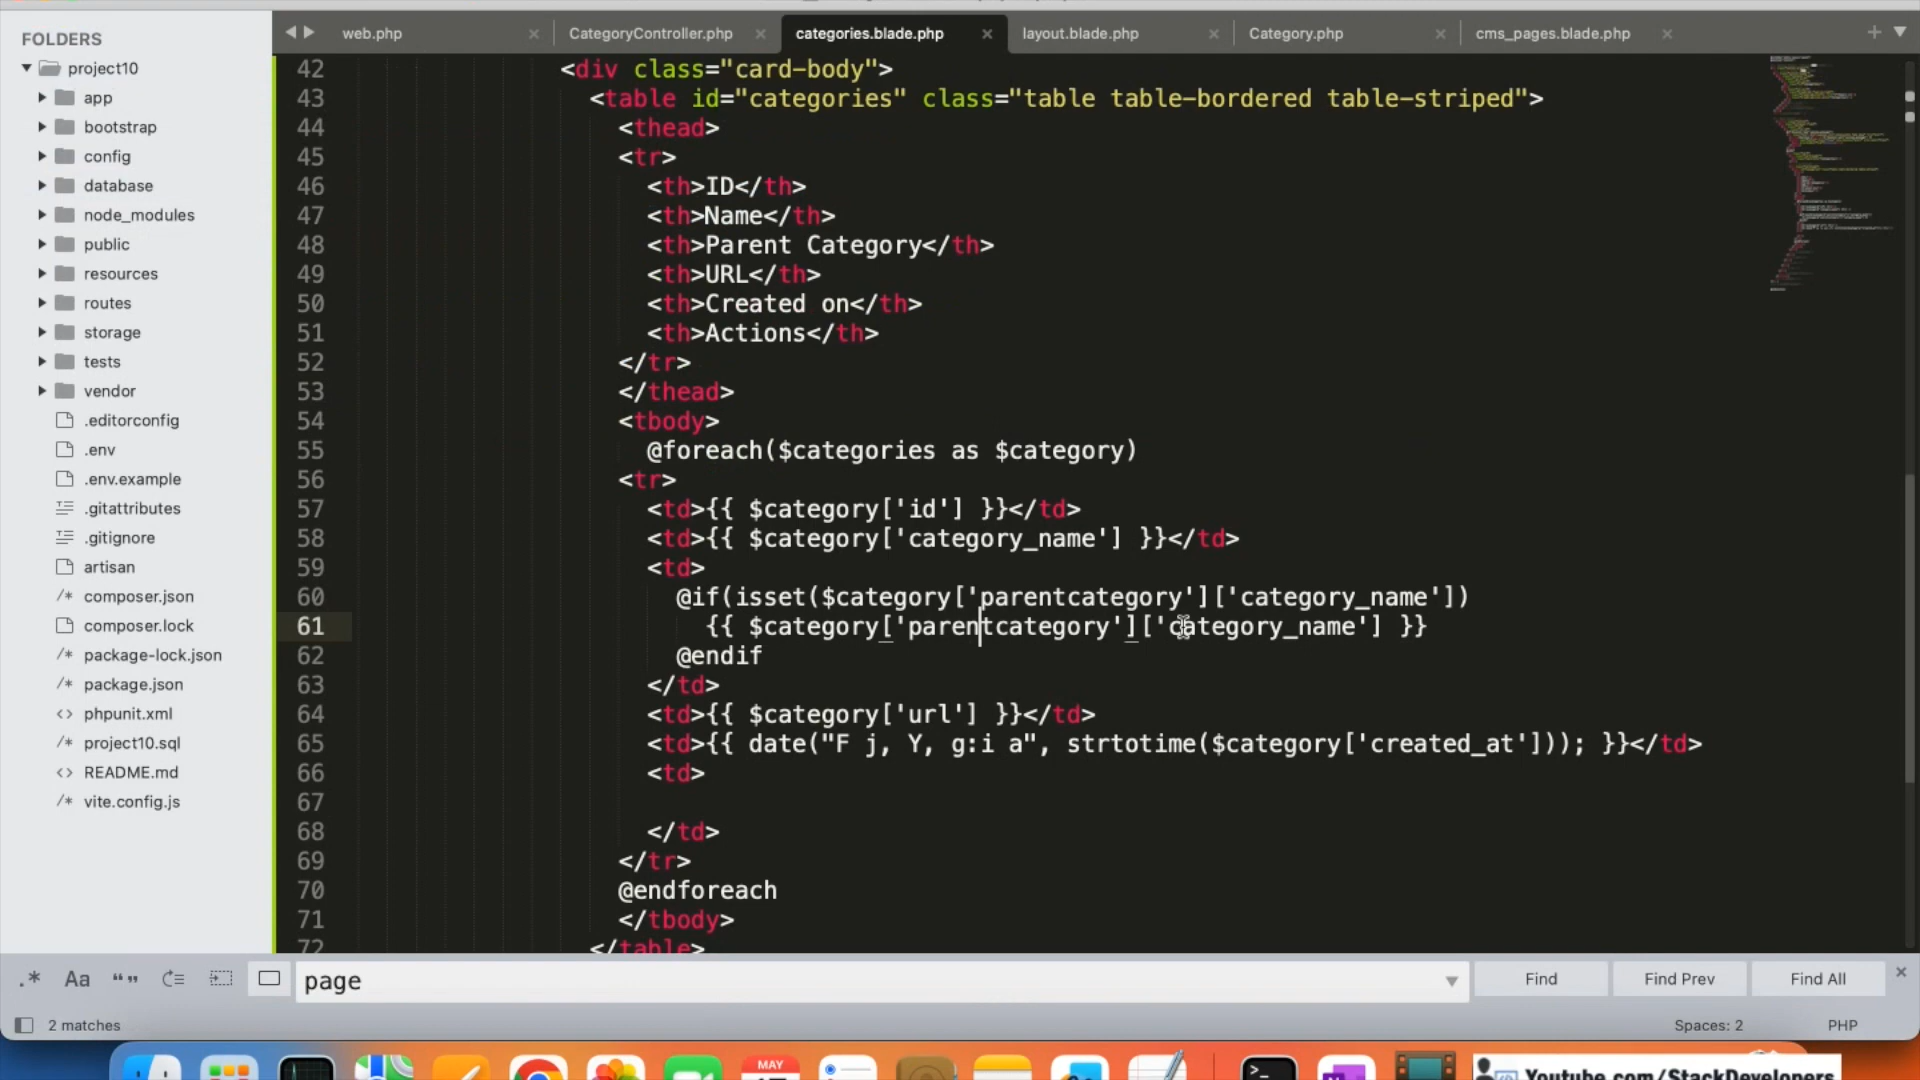 FOLDERS
project10
app
bootstrap
config
database
node_modules
public
resources
routes
storage
tests
vendor
.editorconfig
.env
.env.example
.gitattributes
.gitignore
artisan
composer.json
composer.lock
package-lock.json
package.json
phpunit.xml
project10.sql
README.md
vite.config.js
web.php
CategoryController.php
categories.blade.php
layout.blade.php
Category.php
cms_pages.blade.php
42 <div class="card-body">
43 <table id="categories" class="table table-bordered table-striped">
44 <thead>
45 <tr>
46 <th>ID</th>
47 <th>Name</th>
48 <th>Parent Category</th>
49 <th>URL</th>
50 <th>Created on</th>
51 <th>Actions</th>
52 </tr>
53 </thead>
54 <tbody>
55 @foreach($categories as $category)
56 <tr>
57 <td>{{ $category['id'] }}</td>
58 <td>{{ $category['category_name'] }}</td>
59 <td>
60 @if(isset($category['parentcategory']['category_name'])
61 {{ $category['parentcategory']['category_name'] }}
62 @endif
63 </td>
64 <td>{{ $category['url'] }}</td>
65 <td>{{ date("F j, Y, g:i a", strtotime($category['created_at'])); }}</td>
66 <td>
67
68 </td>
69 </tr>
70 @endforeach
71 </tbody>
72 </table>
.* Aa “” page Find Find Prev Find All
2 matches
Spaces: 2 PHP
MAY
Youtube.com/StackDevelopers